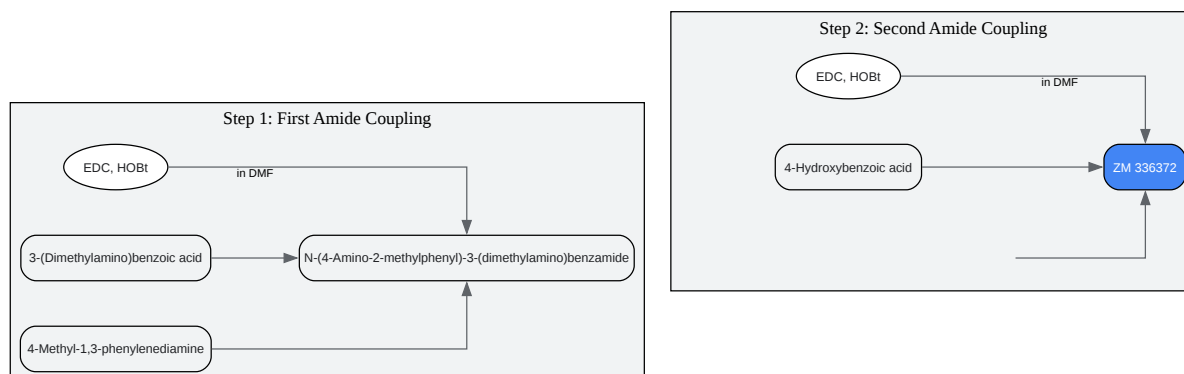 Step 1: First Amide Coupling
EDC, HOBt
in DMF
3-(Dimethylamino)benzoic acid
N-(4-Amino-2-methylphenyl)-3-(dimethylamino)benzamide
4-Methyl-1,3-phenylenediamine
Step 2: Second Amide Coupling
EDC, HOBt
in DMF
4-Hydroxybenzoic acid
ZM 336372